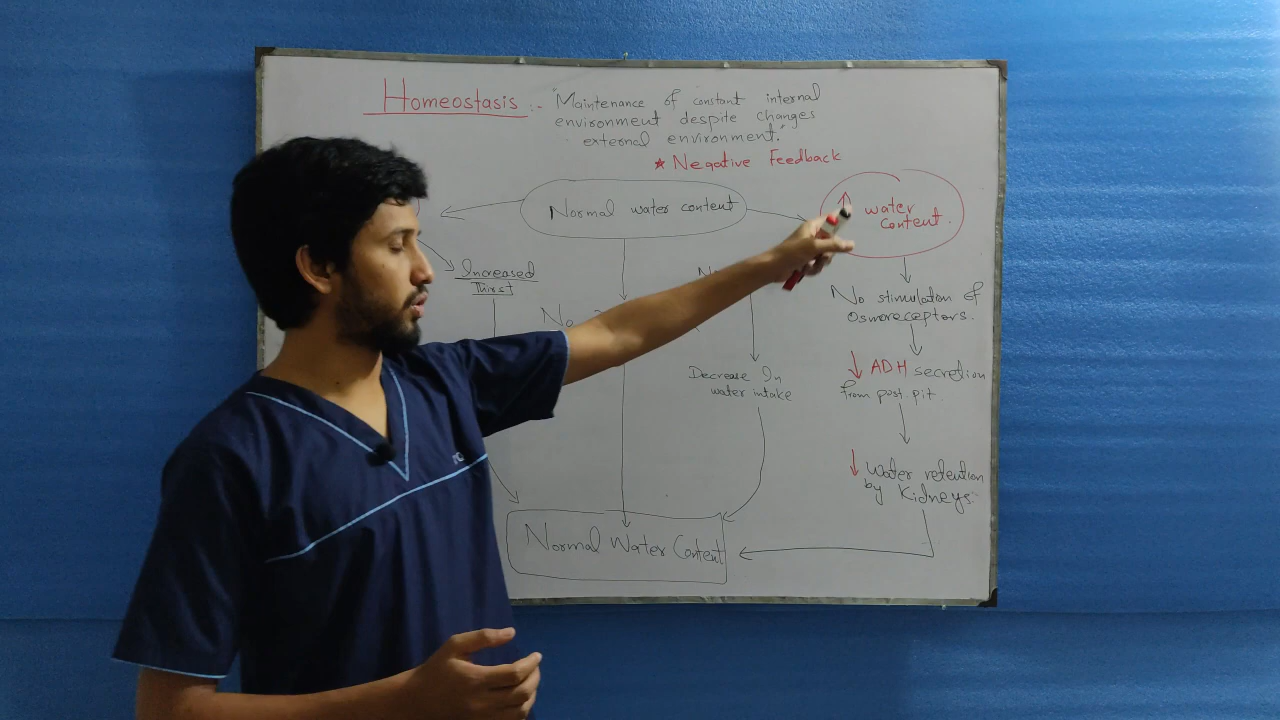 Homeostasis :- "Maintenance of constant internal
environment despite changes
external environment."
* Negative Feedback
Normal water content
↑ water
content.
Increased
Thirst
No
No stimulation of
Osmoreceptors.
Decrease In
water intake
↓ ADH secretion
from post. pit.
↓ Water retention
by Kidneys.
Normal Water Content